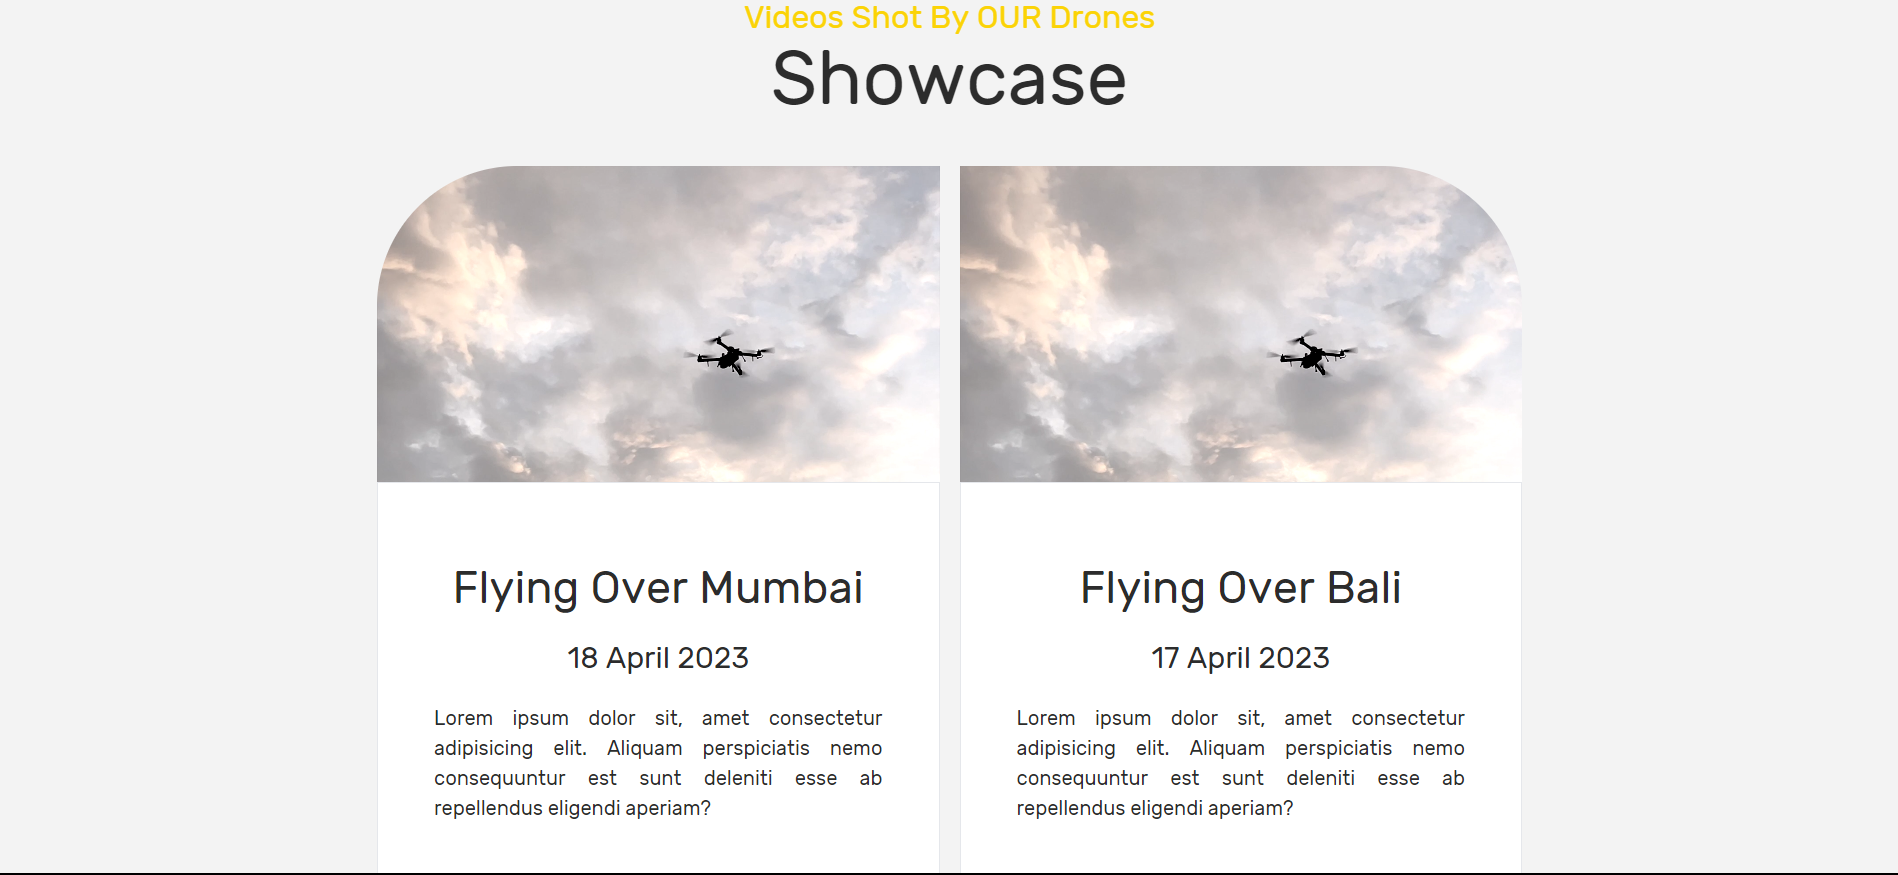 Videos Shot By OUR Drones
Showcase
Flying Over Mumbai
18 April 2023
Lorem ipsum dolor sit, amet consectetur
adipisicing elit. Aliquam perspiciatis nemo
consequuntur est sunt deleniti esse ab
repellendus eligendi aperiam?
Flying Over Bali
17 April 2023
Lorem ipsum dolor sit, amet consectetur
adipisicing elit. Aliquam perspiciatis nemo
consequuntur est sunt deleniti esse ab
repellendus eligendi aperiam?